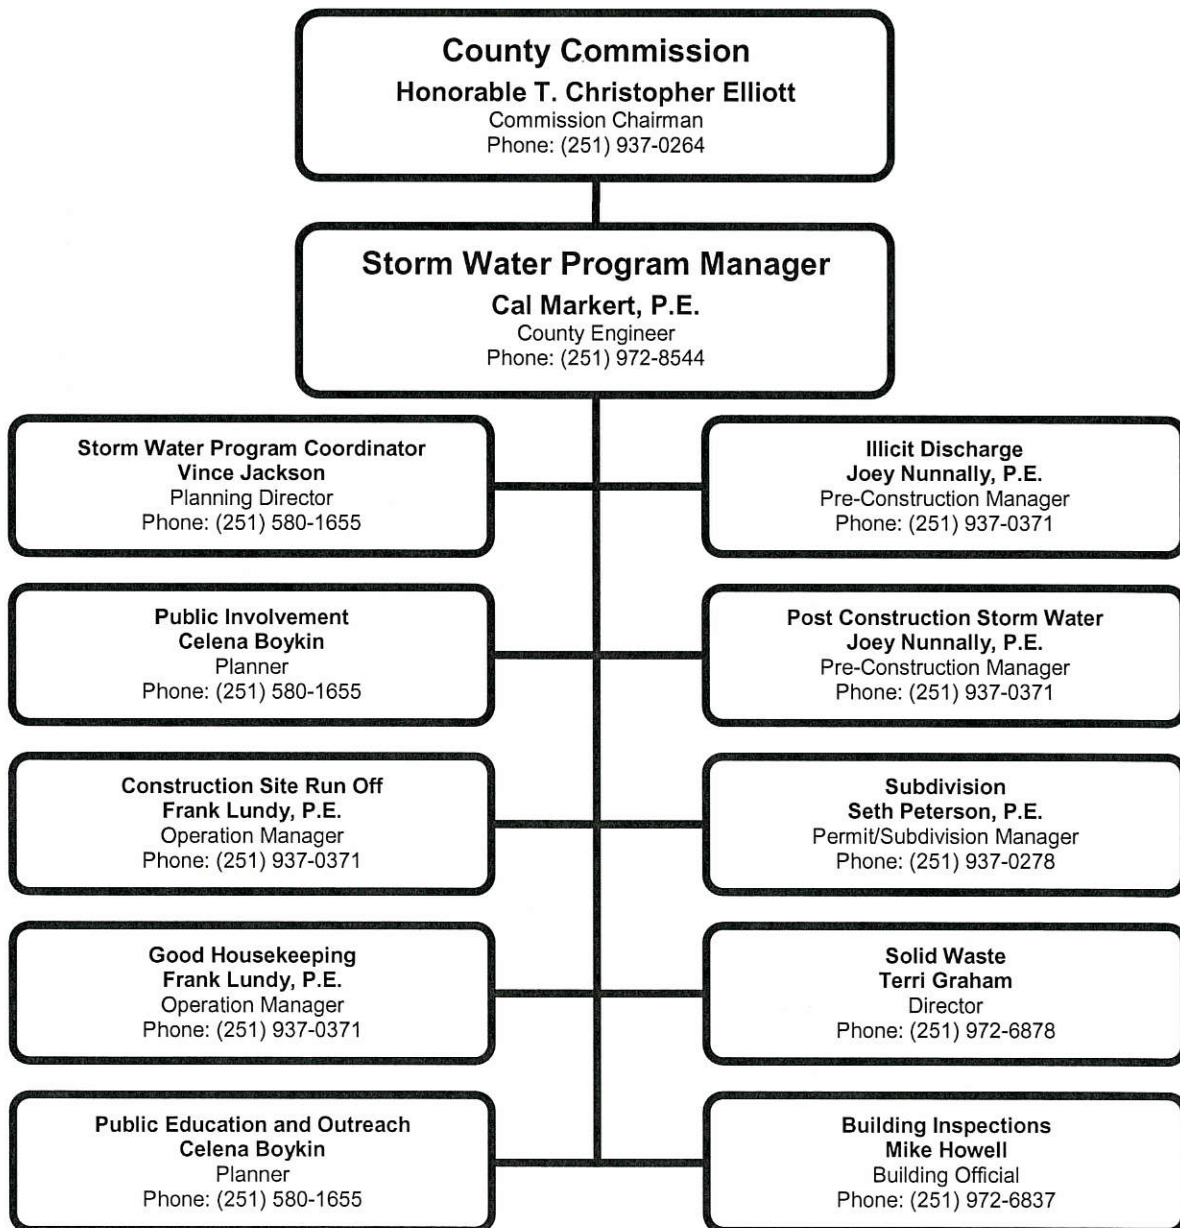 County Commission
Honorable T. Christopher Elliott
Commission Chairman
Phone: (251) 937-0264
Storm Water Program Manager
Cal Markert, P.E.
County Engineer
Phone: (251) 972-8544
Storm Water Program Coordinator
Vince Jackson
Planning Director
Phone: (251) 580-1655
Illicit Discharge
Joey Nunnally, P.E.
Pre-Construction Manager
Phone: (251) 937-0371
Public Involvement
Celena Boykin
Planner
Phone: (251) 580-1655
Post Construction Storm Water
Joey Nunnally, P.E.
Pre-Construction Manager
Phone: (251) 937-0371
Construction Site Run Off
Frank Lundy, P.E.
Operation Manager
Phone: (251) 937-0371
Subdivision
Seth Peterson, P.E.
Permit/Subdivision Manager
Phone: (251) 937-0278
Good Housekeeping
Frank Lundy, P.E.
Operation Manager
Phone: (251) 937-0371
Solid Waste
Terri Graham
Director
Phone: (251) 972-6878
Public Education and Outreach
Celena Boykin
Planner
Phone: (251) 580-1655
Building Inspections
Mike Howell
Building Official
Phone: (251) 972-6837